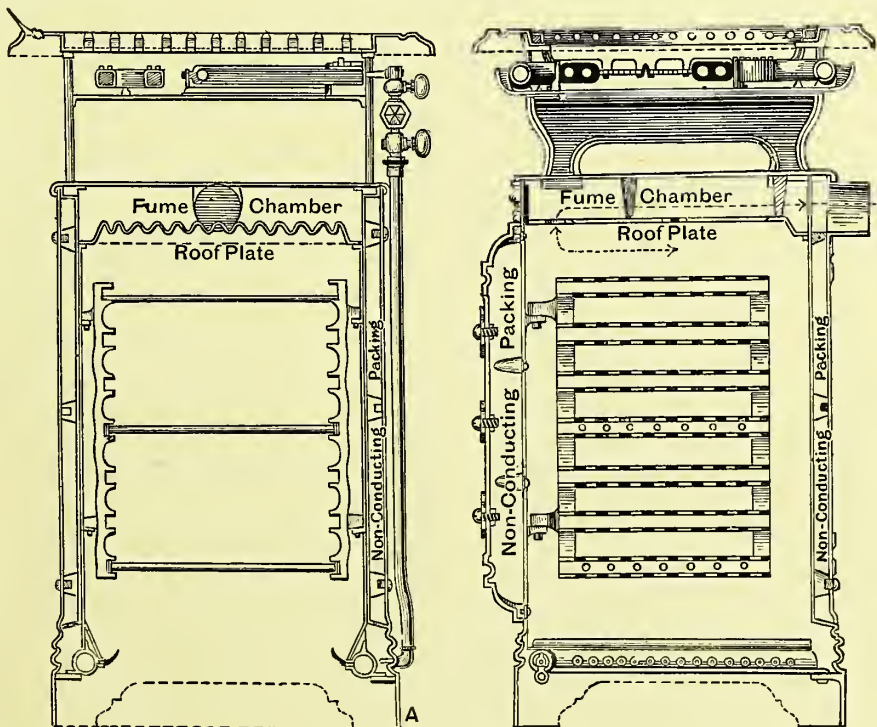 Fume Chamber
Roof Plate
Non-Conducting Packing
A
Fume Chamber
Roof Plate
Non-Conducting Packing
Non-Conducting Packing